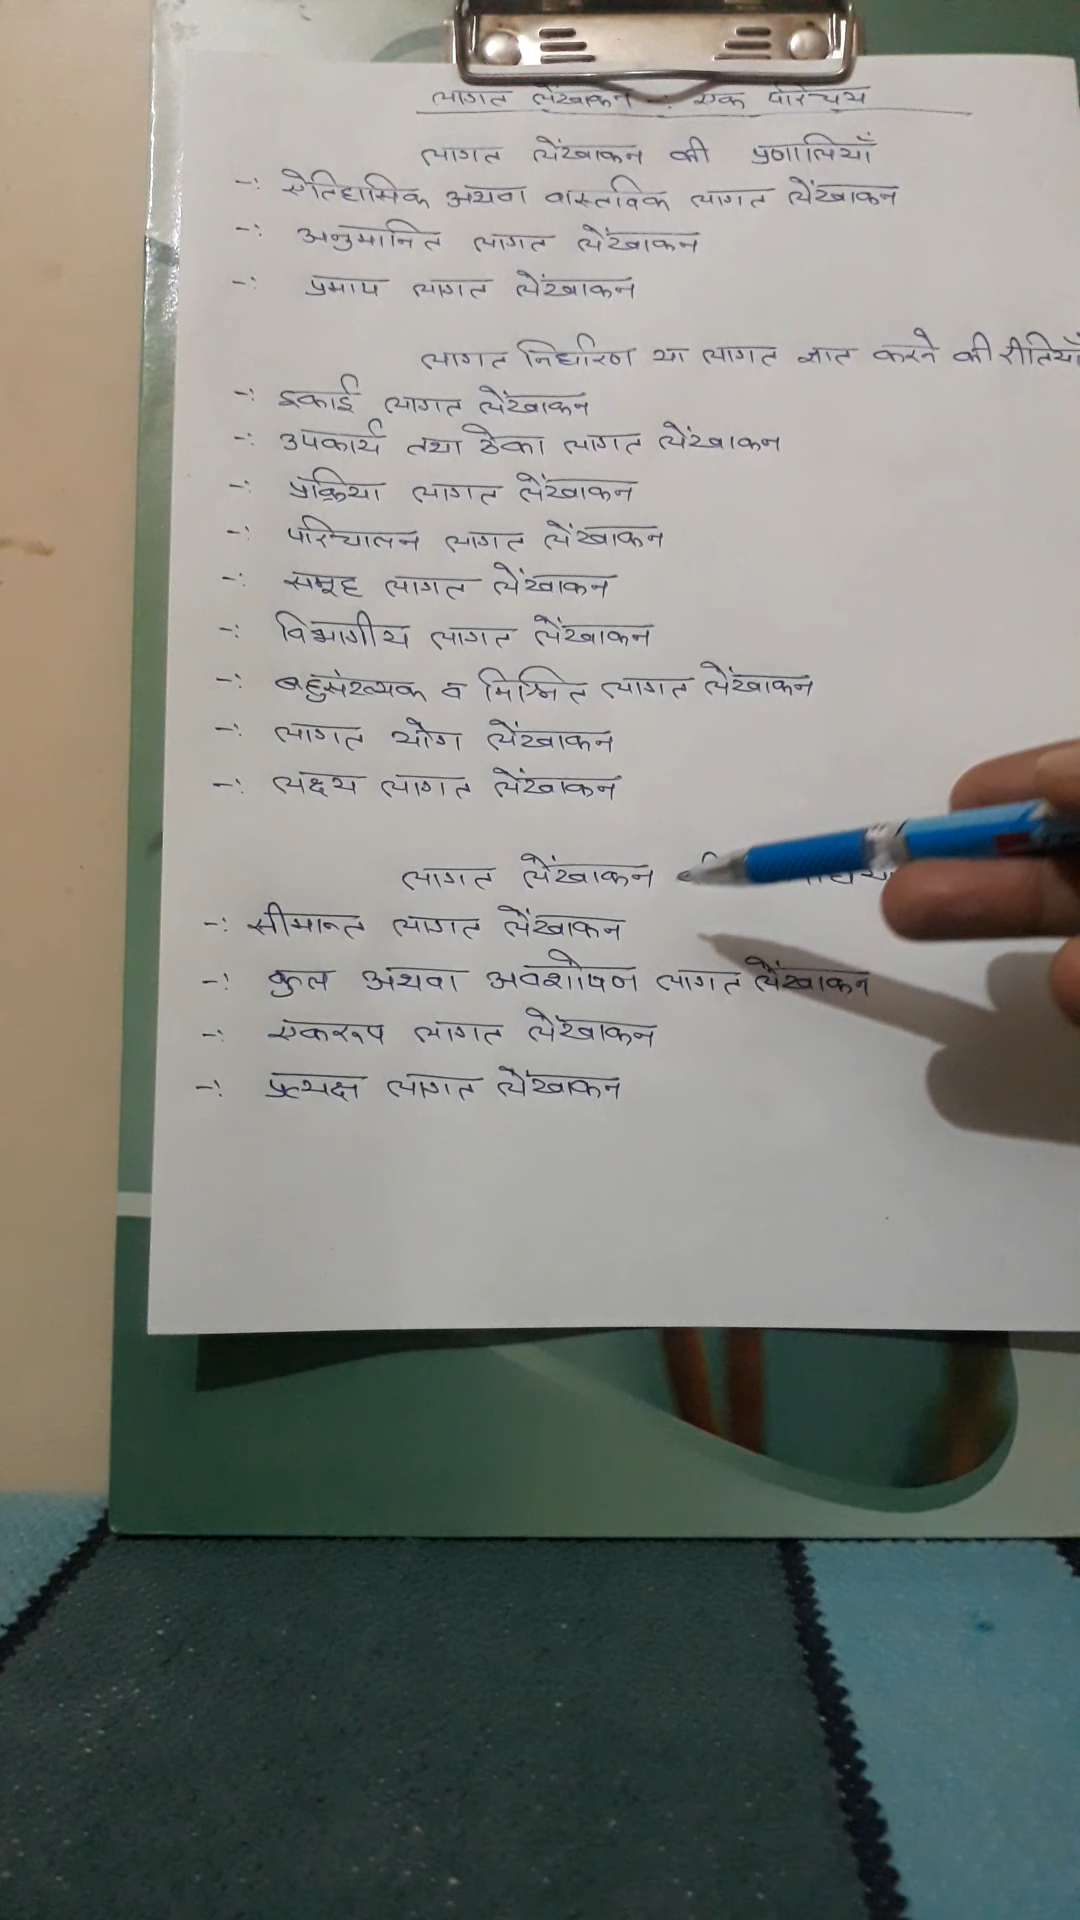 लागत लेखांकन : एक परिचय
लागत लेखांकन की प्रणालियाँ
-: ऐतिहासिक अथवा वास्तविक लागत लेखांकन
-: अनुमानित लागत लेखांकन
-: प्रमाप लागत लेखांकन
लागत निर्धारण या लागत ज्ञात करने की रीतियाँ
-: इकाई लागत लेखांकन
-: उपकार्य तथा ठेका लागत लेखांकन
-: प्रक्रिया लागत लेखांकन
-: परिचालन लागत लेखांकन
-: समूह लागत लेखांकन
-: विभागीय लागत लेखांकन
-: बहुसंख्यक व मिश्रित लागत लेखांकन
-: लागत योग लेखांकन
-: लक्ष्य लागत लेखांकन
लागत लेखांकन
-: सीमान्त लागत लेखांकन
-: कुल अथवा अवशोषण लागत लेखांकन
-: एकरूप लागत लेखांकन
-: प्रत्यक्ष लागत लेखांकन